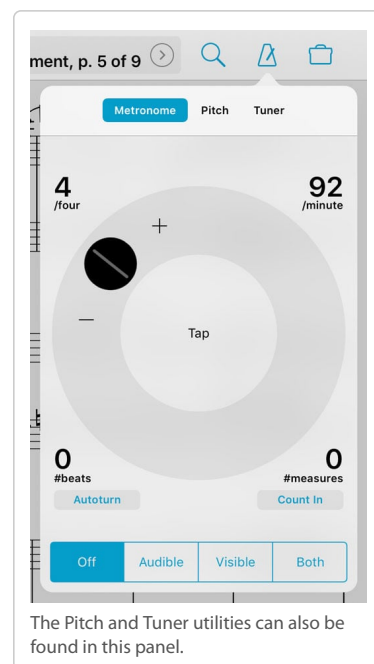 ment, p. 5 of 9
Metronome Pitch Tuner
4 92
/four /minute
+
−
Tap
0 0
#beats #measures
Autoturn Count In
Off Audible Visible Both
The Pitch and Tuner utilities can also be
found in this panel.